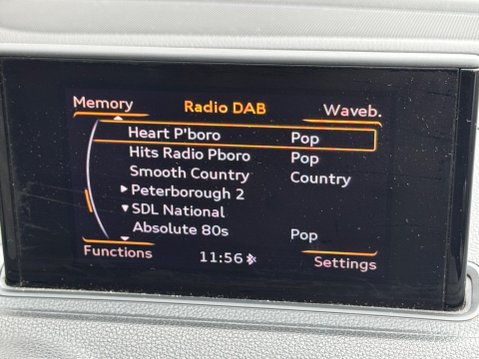 Memory Radio DAB Waveb.
Heart P'boro Pop
Hits Radio Pboro Pop
Smooth Country Country
Peterborough 2
SDL National
Absolute 80s Pop
Functions 11:56 Settings